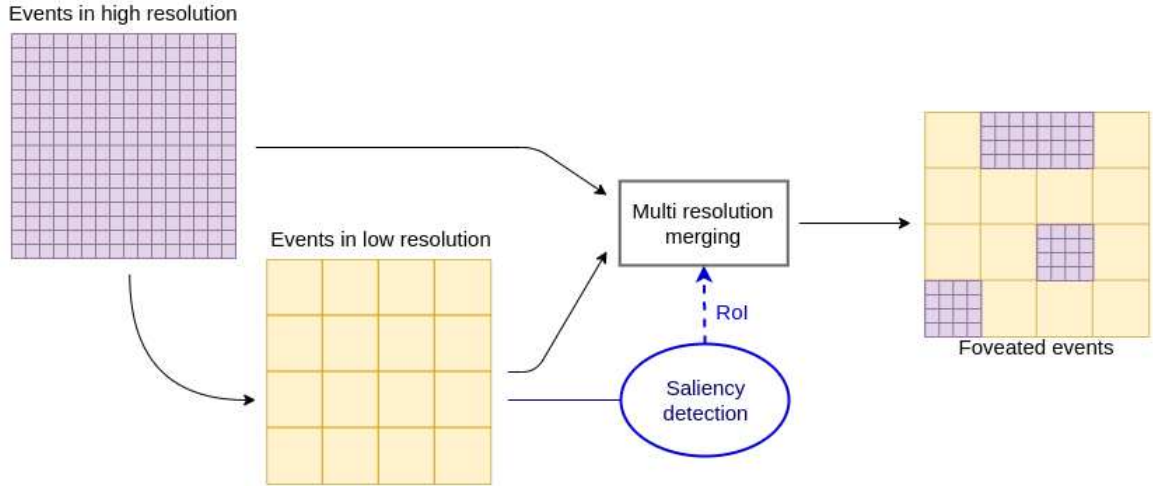 Events in high resolution
Events in low resolution
Multi resolution
merging
RoI
Saliency
detection
Foveated events